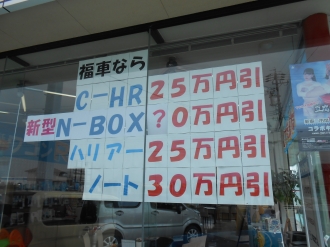 福車なら
C-HR 25万円引
新型N-BOX ?0万円引
ハリアー 25万円引
ノート 30万円引